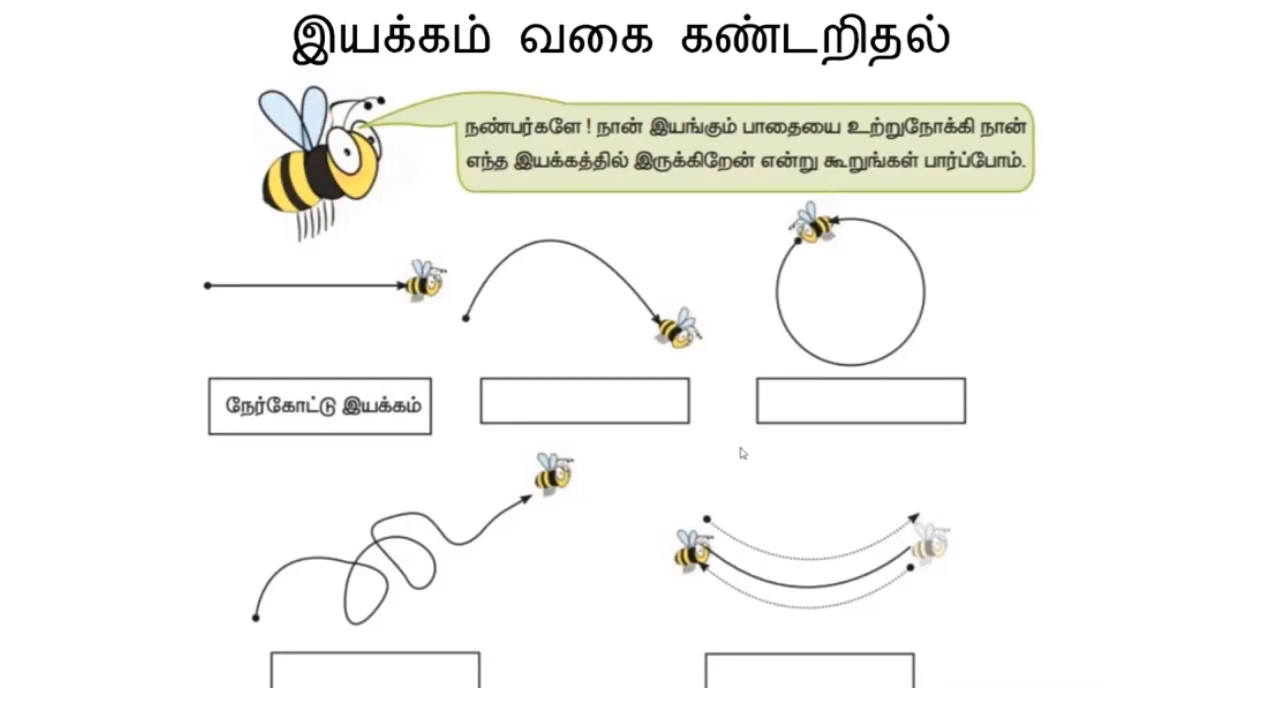 இயக்கம் வகை கண்டறிதல்
நண்பர்களே ! நான் இயங்கும் பாதையை உற்றுநோக்கி நான்
எந்த இயக்கத்தில் இருக்கிறேன் என்று கூறுங்கள் பார்ப்போம்.
நேர்கோட்டு இயக்கம்